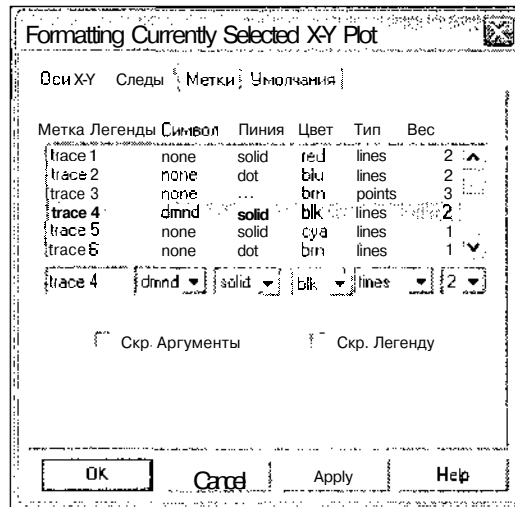 Formatting Currently Selected X-Y Plot
Оси X-Y Следы Метки Умолчания
Метка Легенды Символ Линия Цвет Тип Вес
trace 1 none solid red lines 2
trace 2 none dot blu lines 2
trace 3 none ... brn points 3
trace 4 dmnd solid blk lines 2
trace 5 none solid cya lines 1
trace 6 none dot brn lines 1
trace 4 dmnd solid blk lines 2
Скр. Аргументы Скр. Легенду
OK Cancel Apply Help